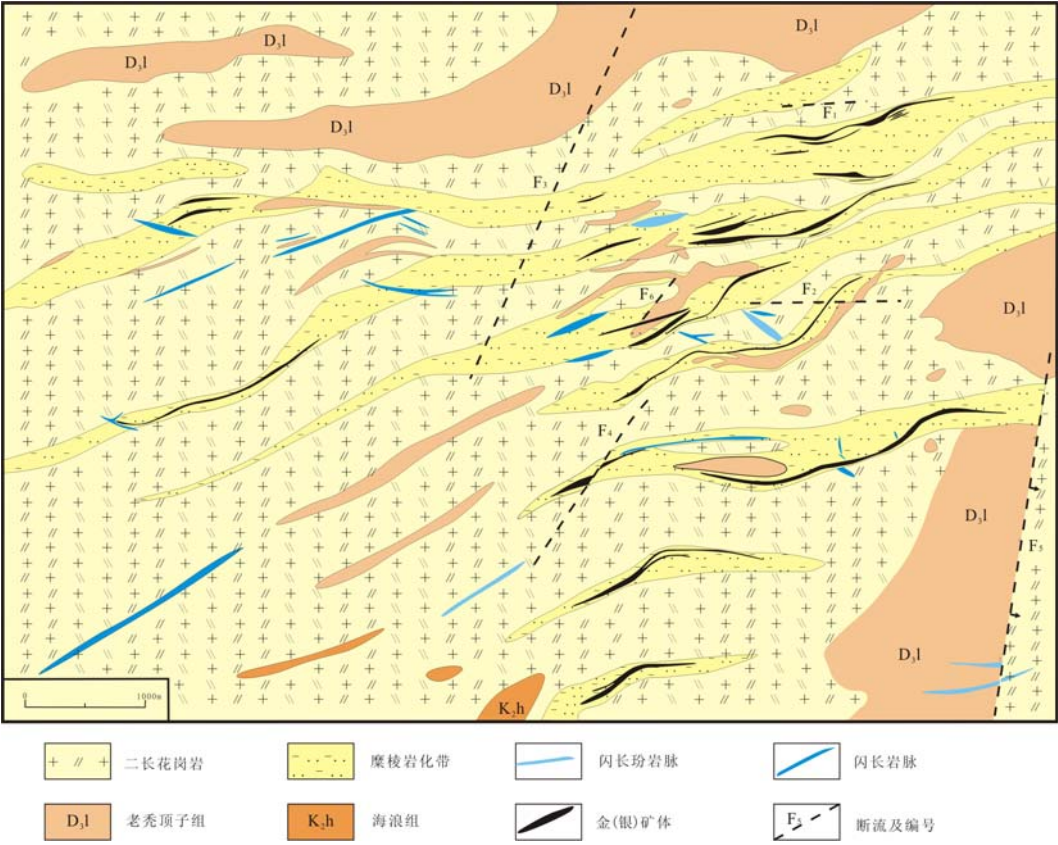 D₃l
D₃l
D₃l
D₃l
D₃l
F₁
F₃
F₂
F₆
D₃l
F₄
D₃l
F₅
D₃l
0 1000m
K₂h
二长花岗岩
糜棱岩化带
闪长玢岩脉
闪长岩脉
D₃l 老秃顶子组
K₂h 海浪组
金(银)矿体
F₅ 断流及编号